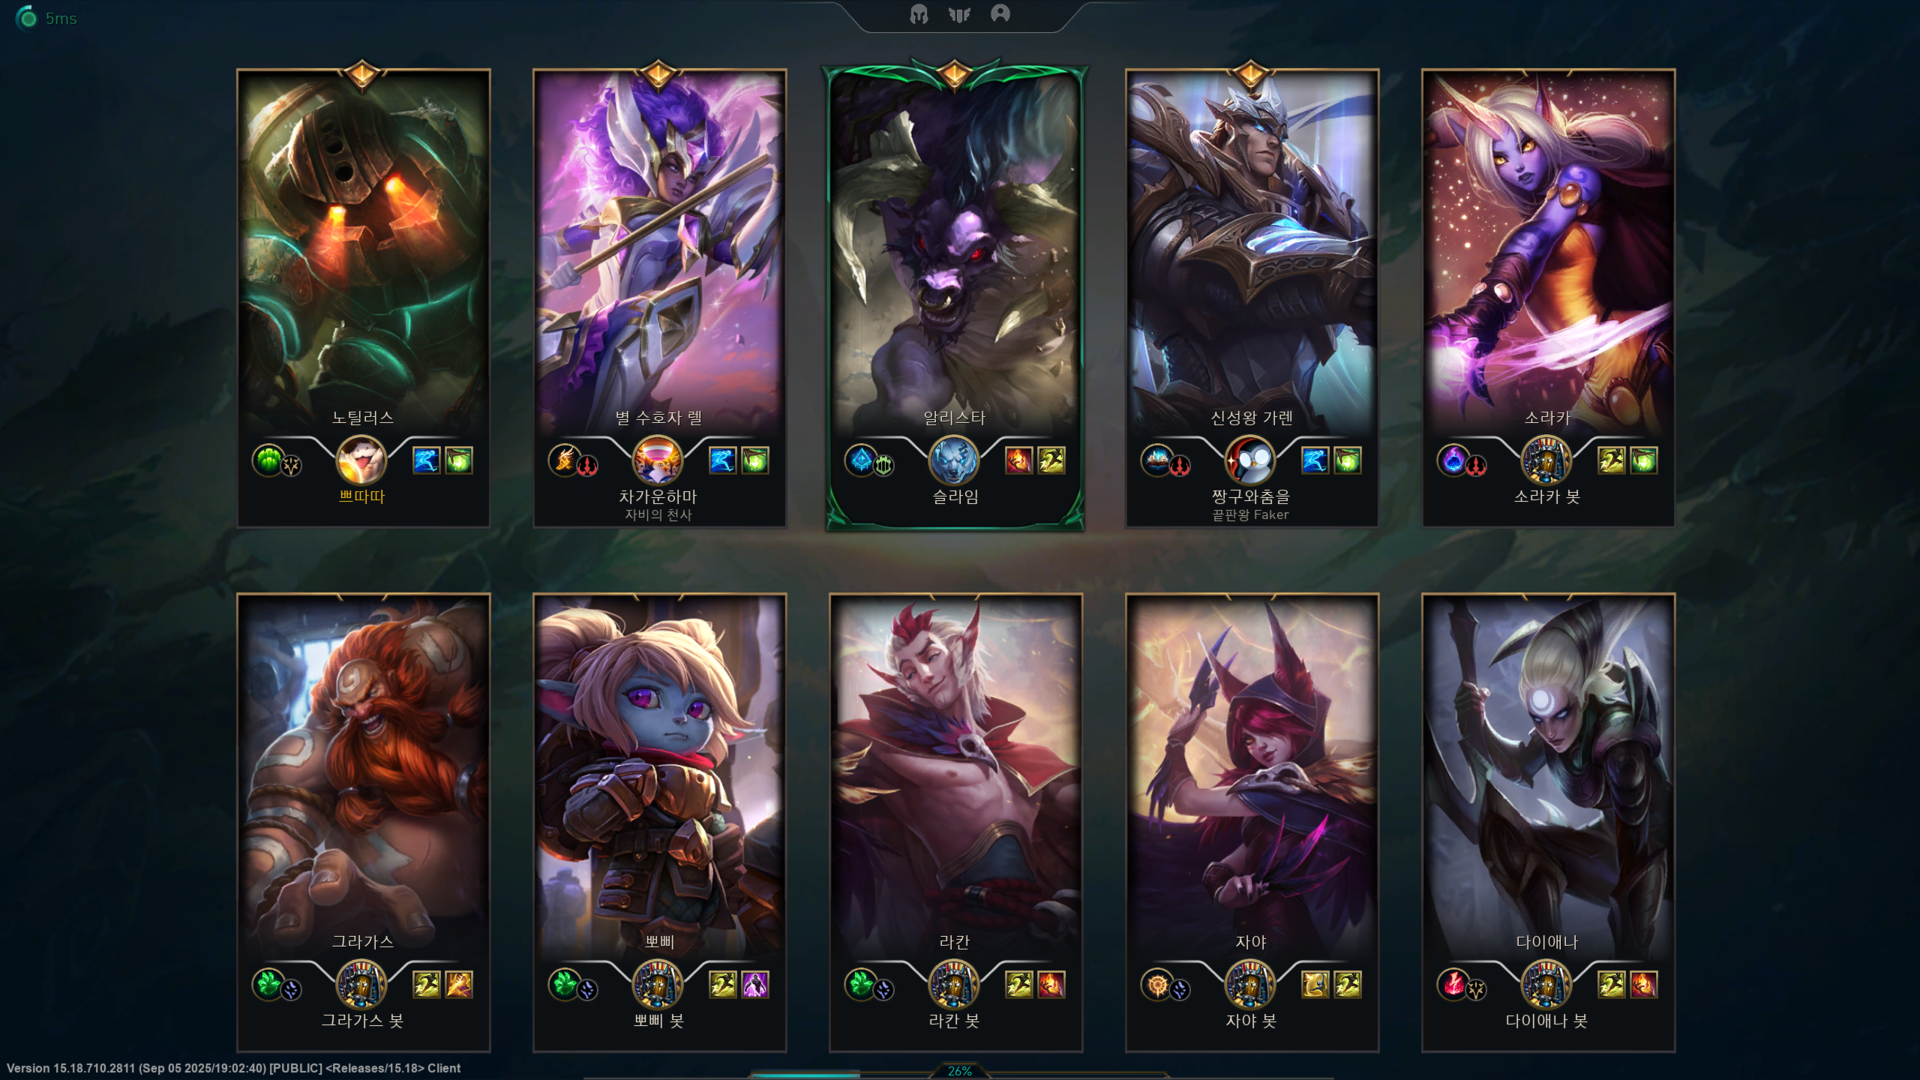 5ms
노틸러스
별 수호자 렐
알리스타
신성왕 가렌
소라카
쁘띠따
차가운하마
슬라임
짱구와춤을
소라카 봇
자비의 천사
끝판왕 Faker
그라가스
뽀삐
라칸
자야
다이애나
그라가스 봇
뽀삐 봇
라칸 봇
자야 봇
다이애나 봇
Version 15.18.710.2811 (Sep 05 2025/19:02:40) [PUBLIC] <Releases/15.18> Client
26%